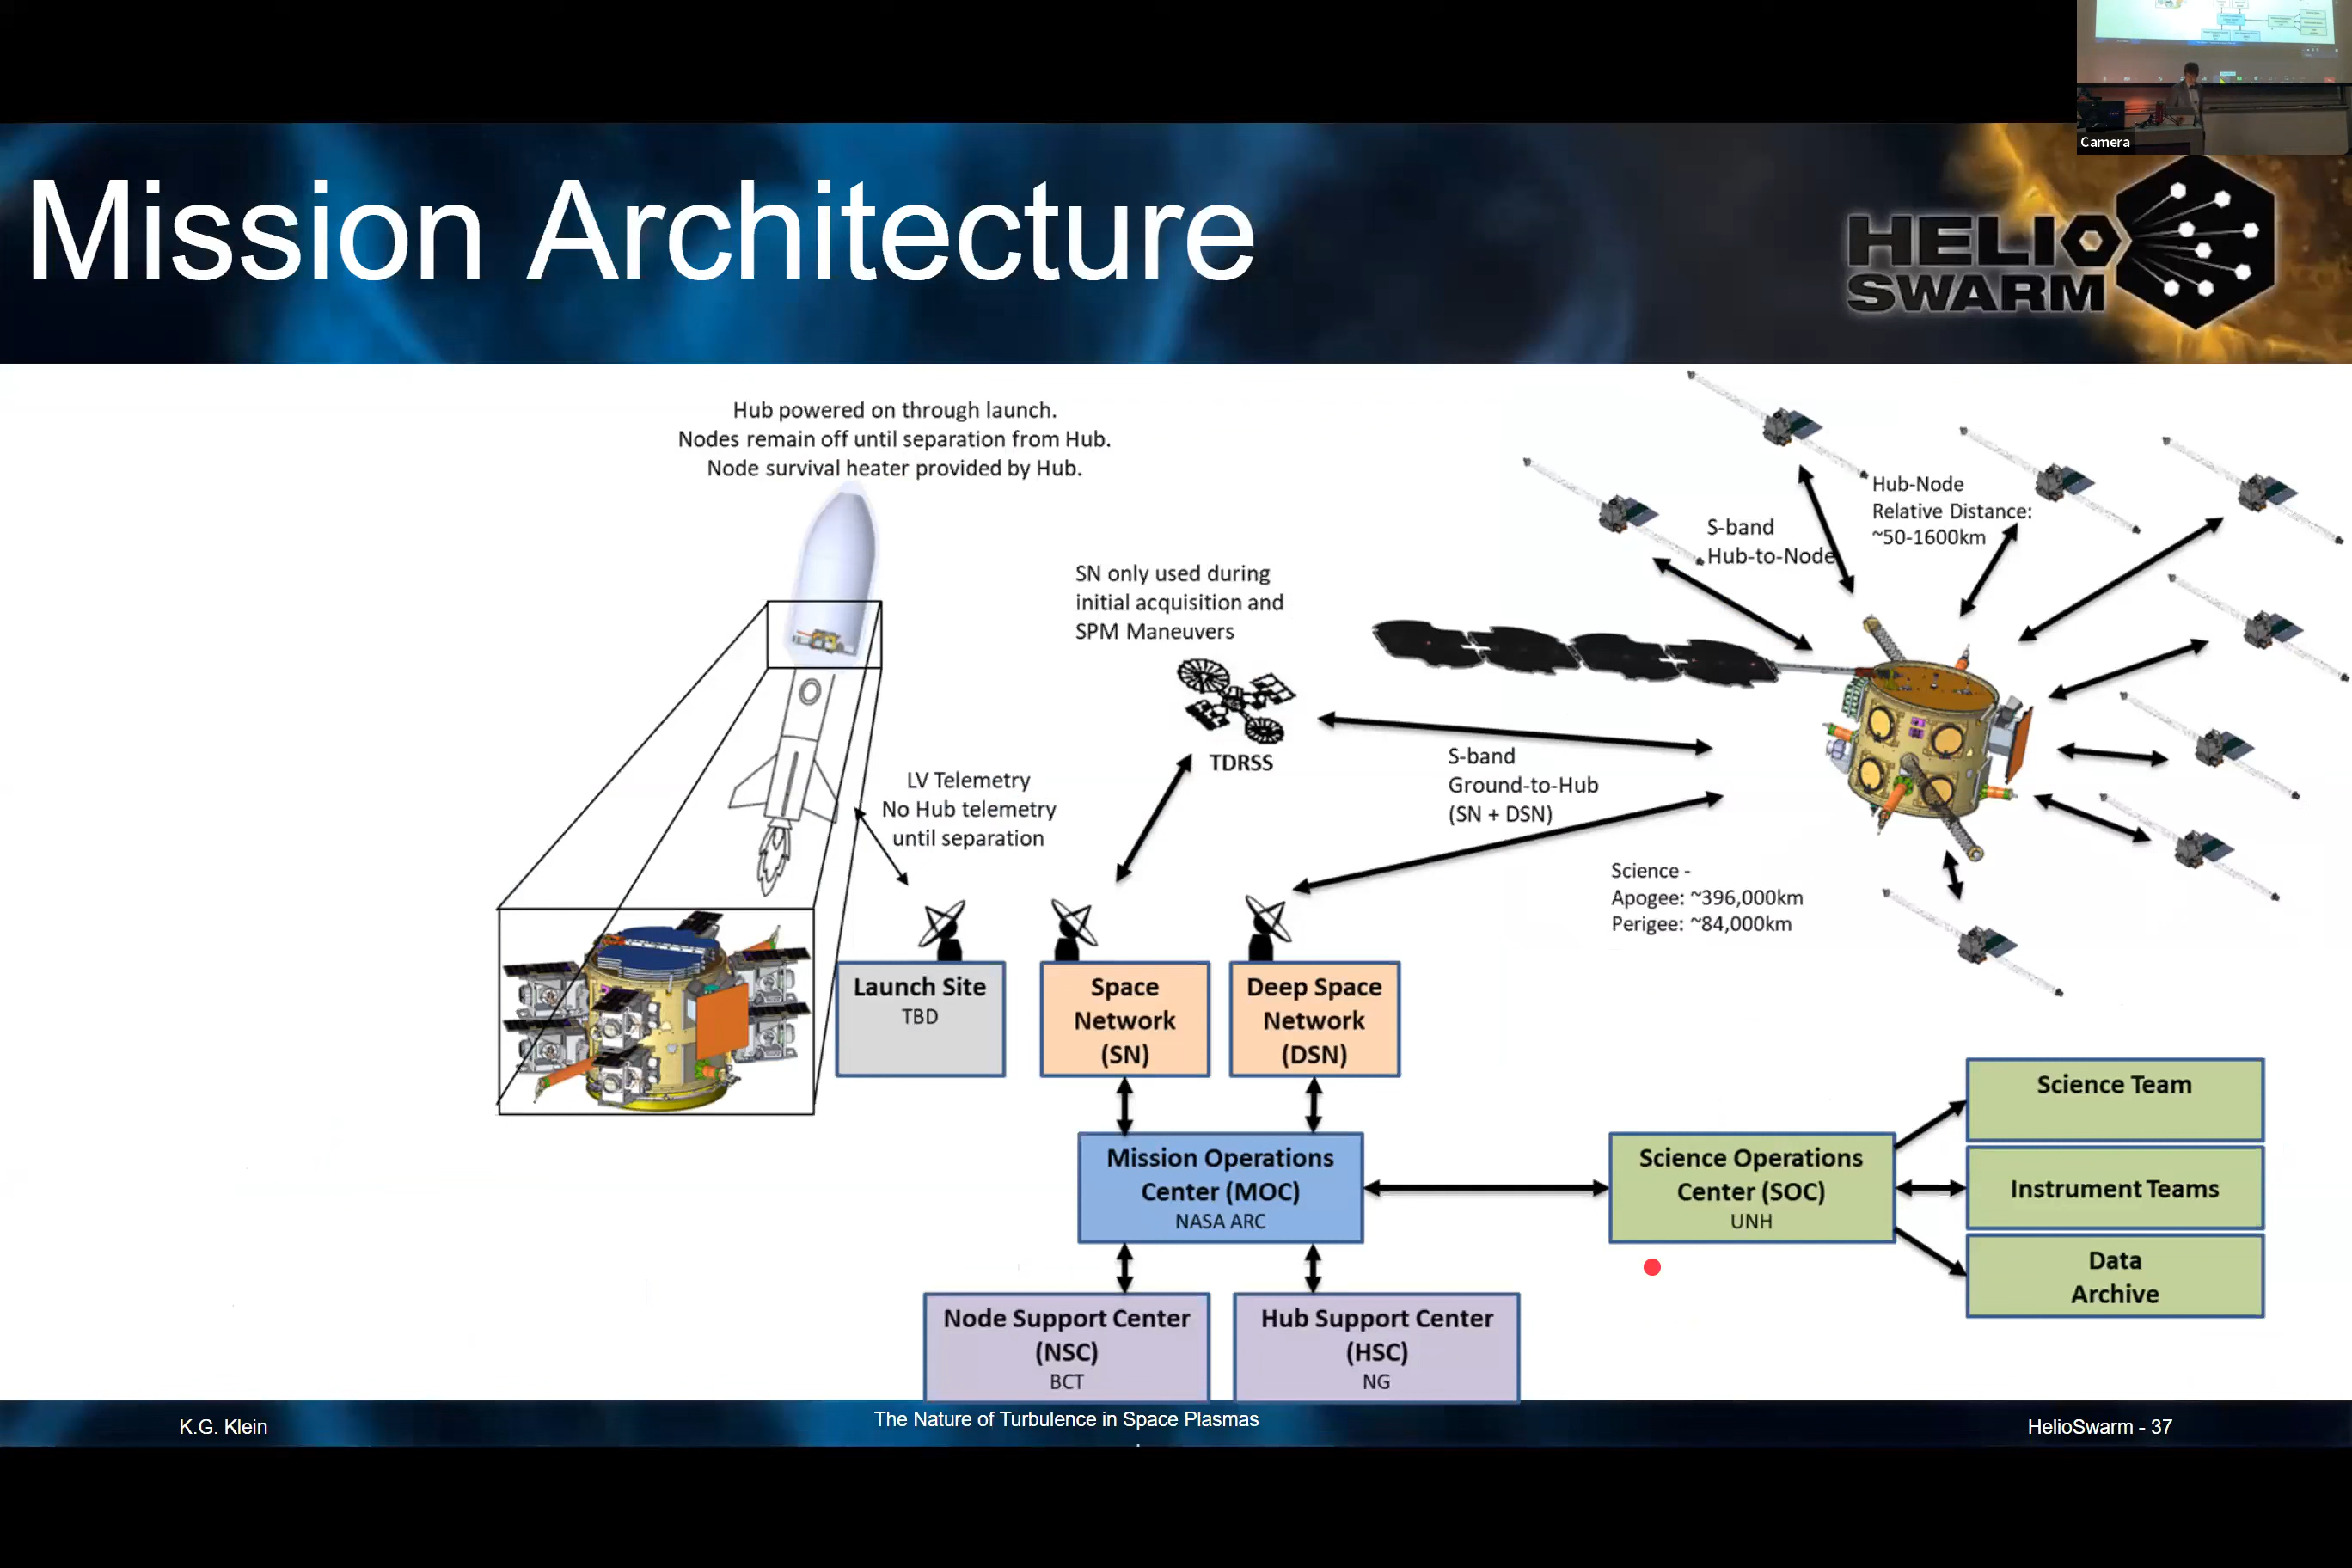 Camera
Mission Architecture
HELIO
SWARM
Hub powered on through launch.
Nodes remain off until separation from Hub.
Node survival heater provided by Hub.
Hub-Node
Relative Distance:
~50-1600km
S-band
Hub-to-Node
SN only used during
initial acquisition and
SPM Maneuvers
TDRSS
LV Telemetry
No Hub telemetry
until separation
S-band
Ground-to-Hub
(SN + DSN)
Science -
Apogee: ~396,000km
Perigee: ~84,000km
Launch Site
TBD
Space
Network
(SN)
Deep Space
Network
(DSN)
Mission Operations
Center (MOC)
NASA ARC
Science Operations
Center (SOC)
UNH
Science Team
Instrument Teams
Data
Archive
Node Support Center
(NSC)
BCT
Hub Support Center
(HSC)
NG
K.G. Klein
The Nature of Turbulence in Space Plasmas
HelioSwarm - 37